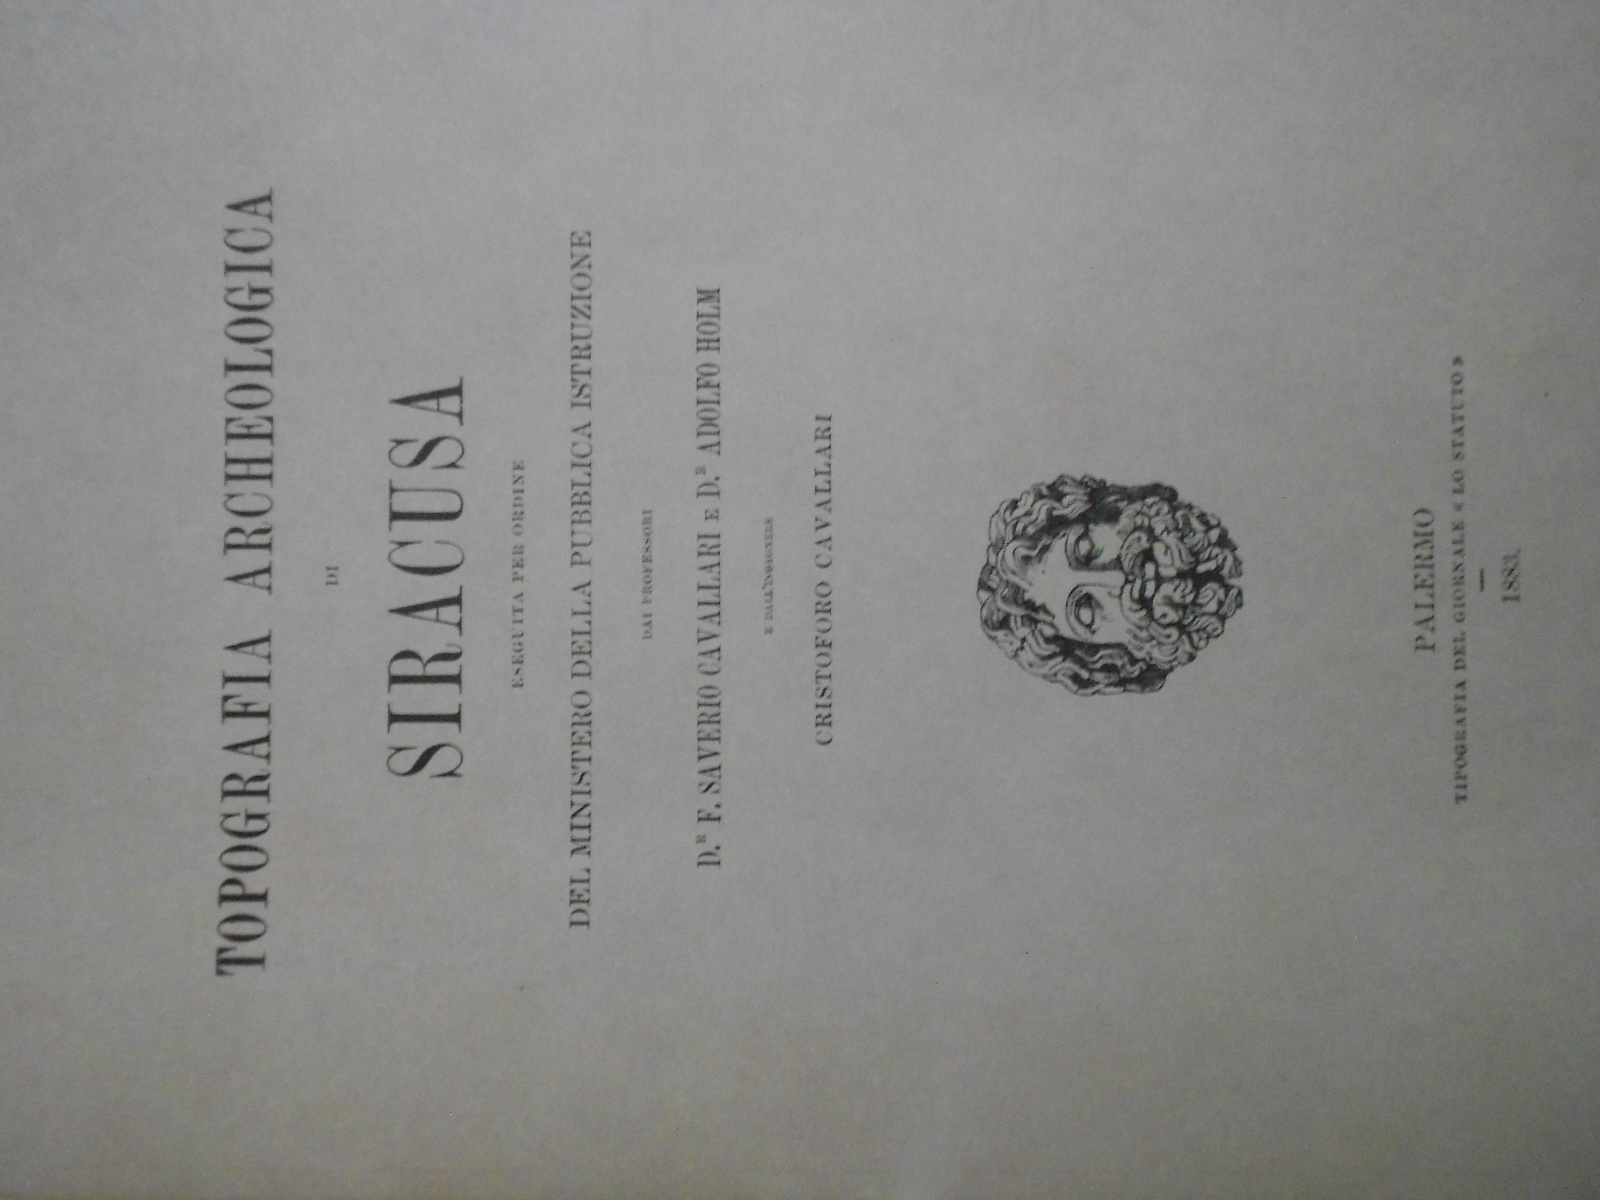 TOPOGRAFIA ARCHEOLOGICA
DI
SIRACUSA
ESEGUITA PER ORDINE
DEL MINISTERO DELLA PUBBLICA ISTRUZIONE
DAI PROFESSORI
D.R F. SAVERIO CAVALLARI E D.R ADOLFO HOLM
E DALL'INGEGNERE
CRISTOFORO CAVALLARI
PALERMO
TIPOGRAFIA DEL GIORNALE « LO STATUTO »
1883.